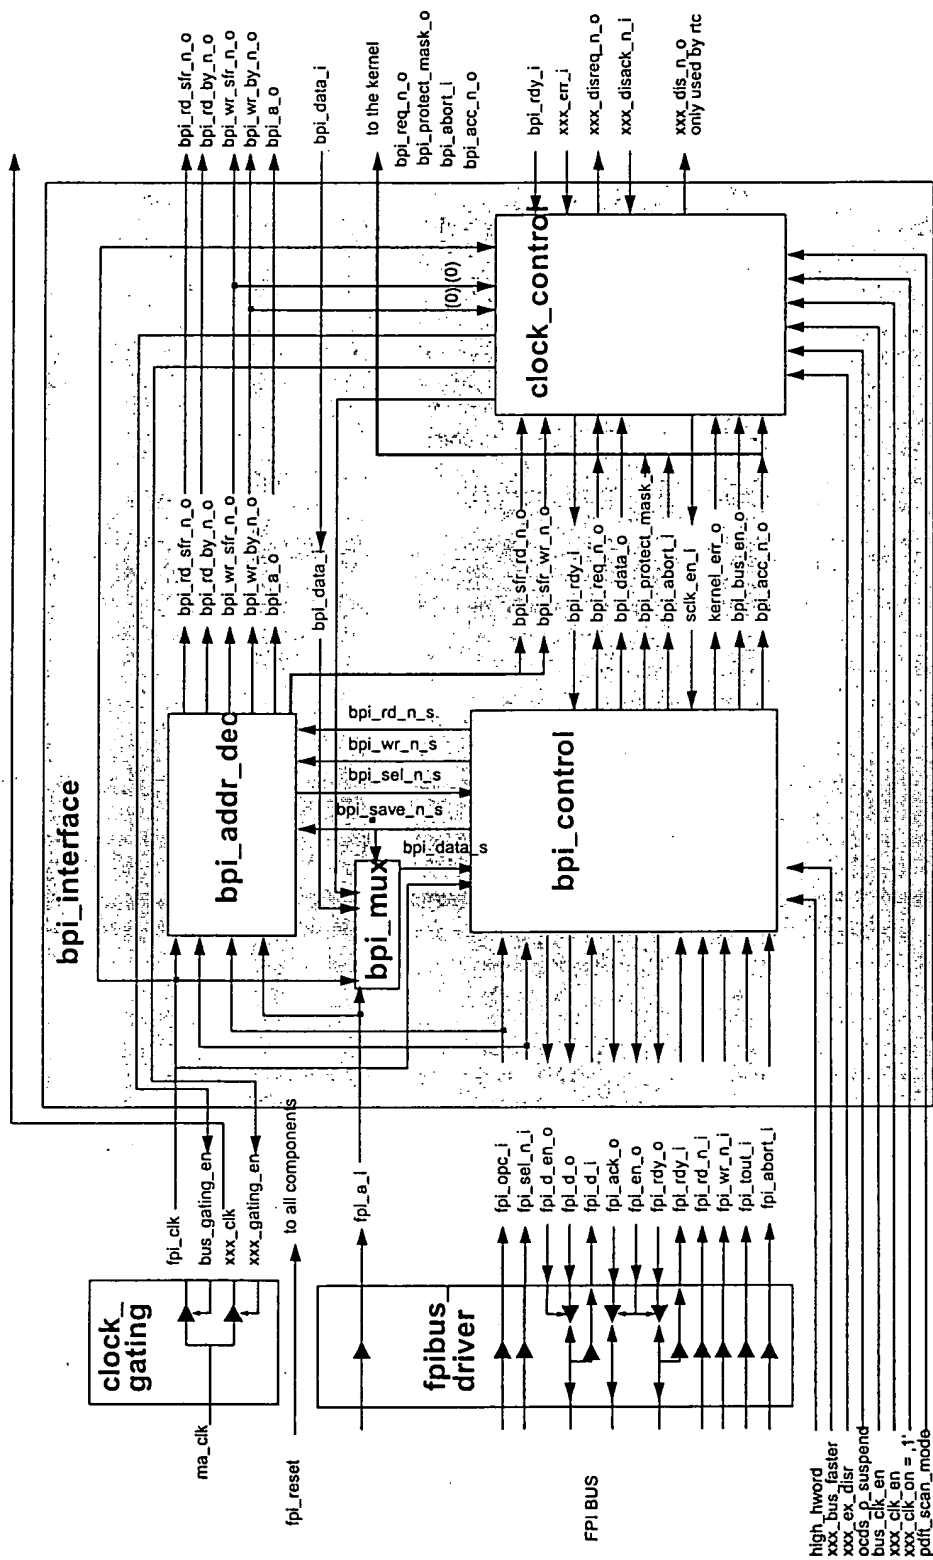 bpi_interface
clock_
gating
ma_clk
fpi_clk
bus_gating_en
xxx_clk
xxx_gating_en
fpi_reset
to all components
fpi_a_i
fpibus_
driver
FPI BUS
fpi_opc_i
fpi_sel_n_i
fpi_d_en_o
fpi_d_o
fpi_d_i
fpi_ack_o
fpi_en_o
fpi_rdy_o
fpi_rdy_i
fpi_rd_n_i
fpi_wr_n_i
fpi_tout_i
fpi_abort_i
high_hword
xxx_bus_faster
xxx_ex_disr
ocds_p_suspend
bus_clk_en
xxx_clk_en
xxx_clk_on = ,1'
pdft_scan_mode
bpi_addr_dec
bpi_mux
bpi_control
bpi_rd_n_s
bpi_wr_n_s
bpi_sel_n_s
bpi_save_n_s
bpi_data_s
bpi_rd_sfr_n_o
bpi_rd_by_n_o
bpi_wr_sfr_n_o
bpi_wr_by_n_o
bpi_a_o
bpi_data_i
bpi_sfr_rd_n_o
bpi_sfr_wr_n_o
bpi_rdy_i
bpi_req_n_o
bpi_data_o
bpi_protect_mask_
bpi_abort_i
sclk_en_i
kernel_err_o
bpi_bus_en_o
bpi_acc_n_o
clock_control
(0)
(0)
bpi_rd_sfr_n_o
bpi_rd_by_n_o
bpi_wr_sfr_n_o
bpi_wr_by_n_o
bpi_a_o
bpi_data_i
to the kernel
bpi_req_n_o
bpi_protect_mask_o
bpi_abort_i
bpi_acc_n_o
bpi_rdy_i
xxx_err_i
xxx_disreq_n_o
xxx_disack_n_i
xxx_dis_n_o
only used by rtc